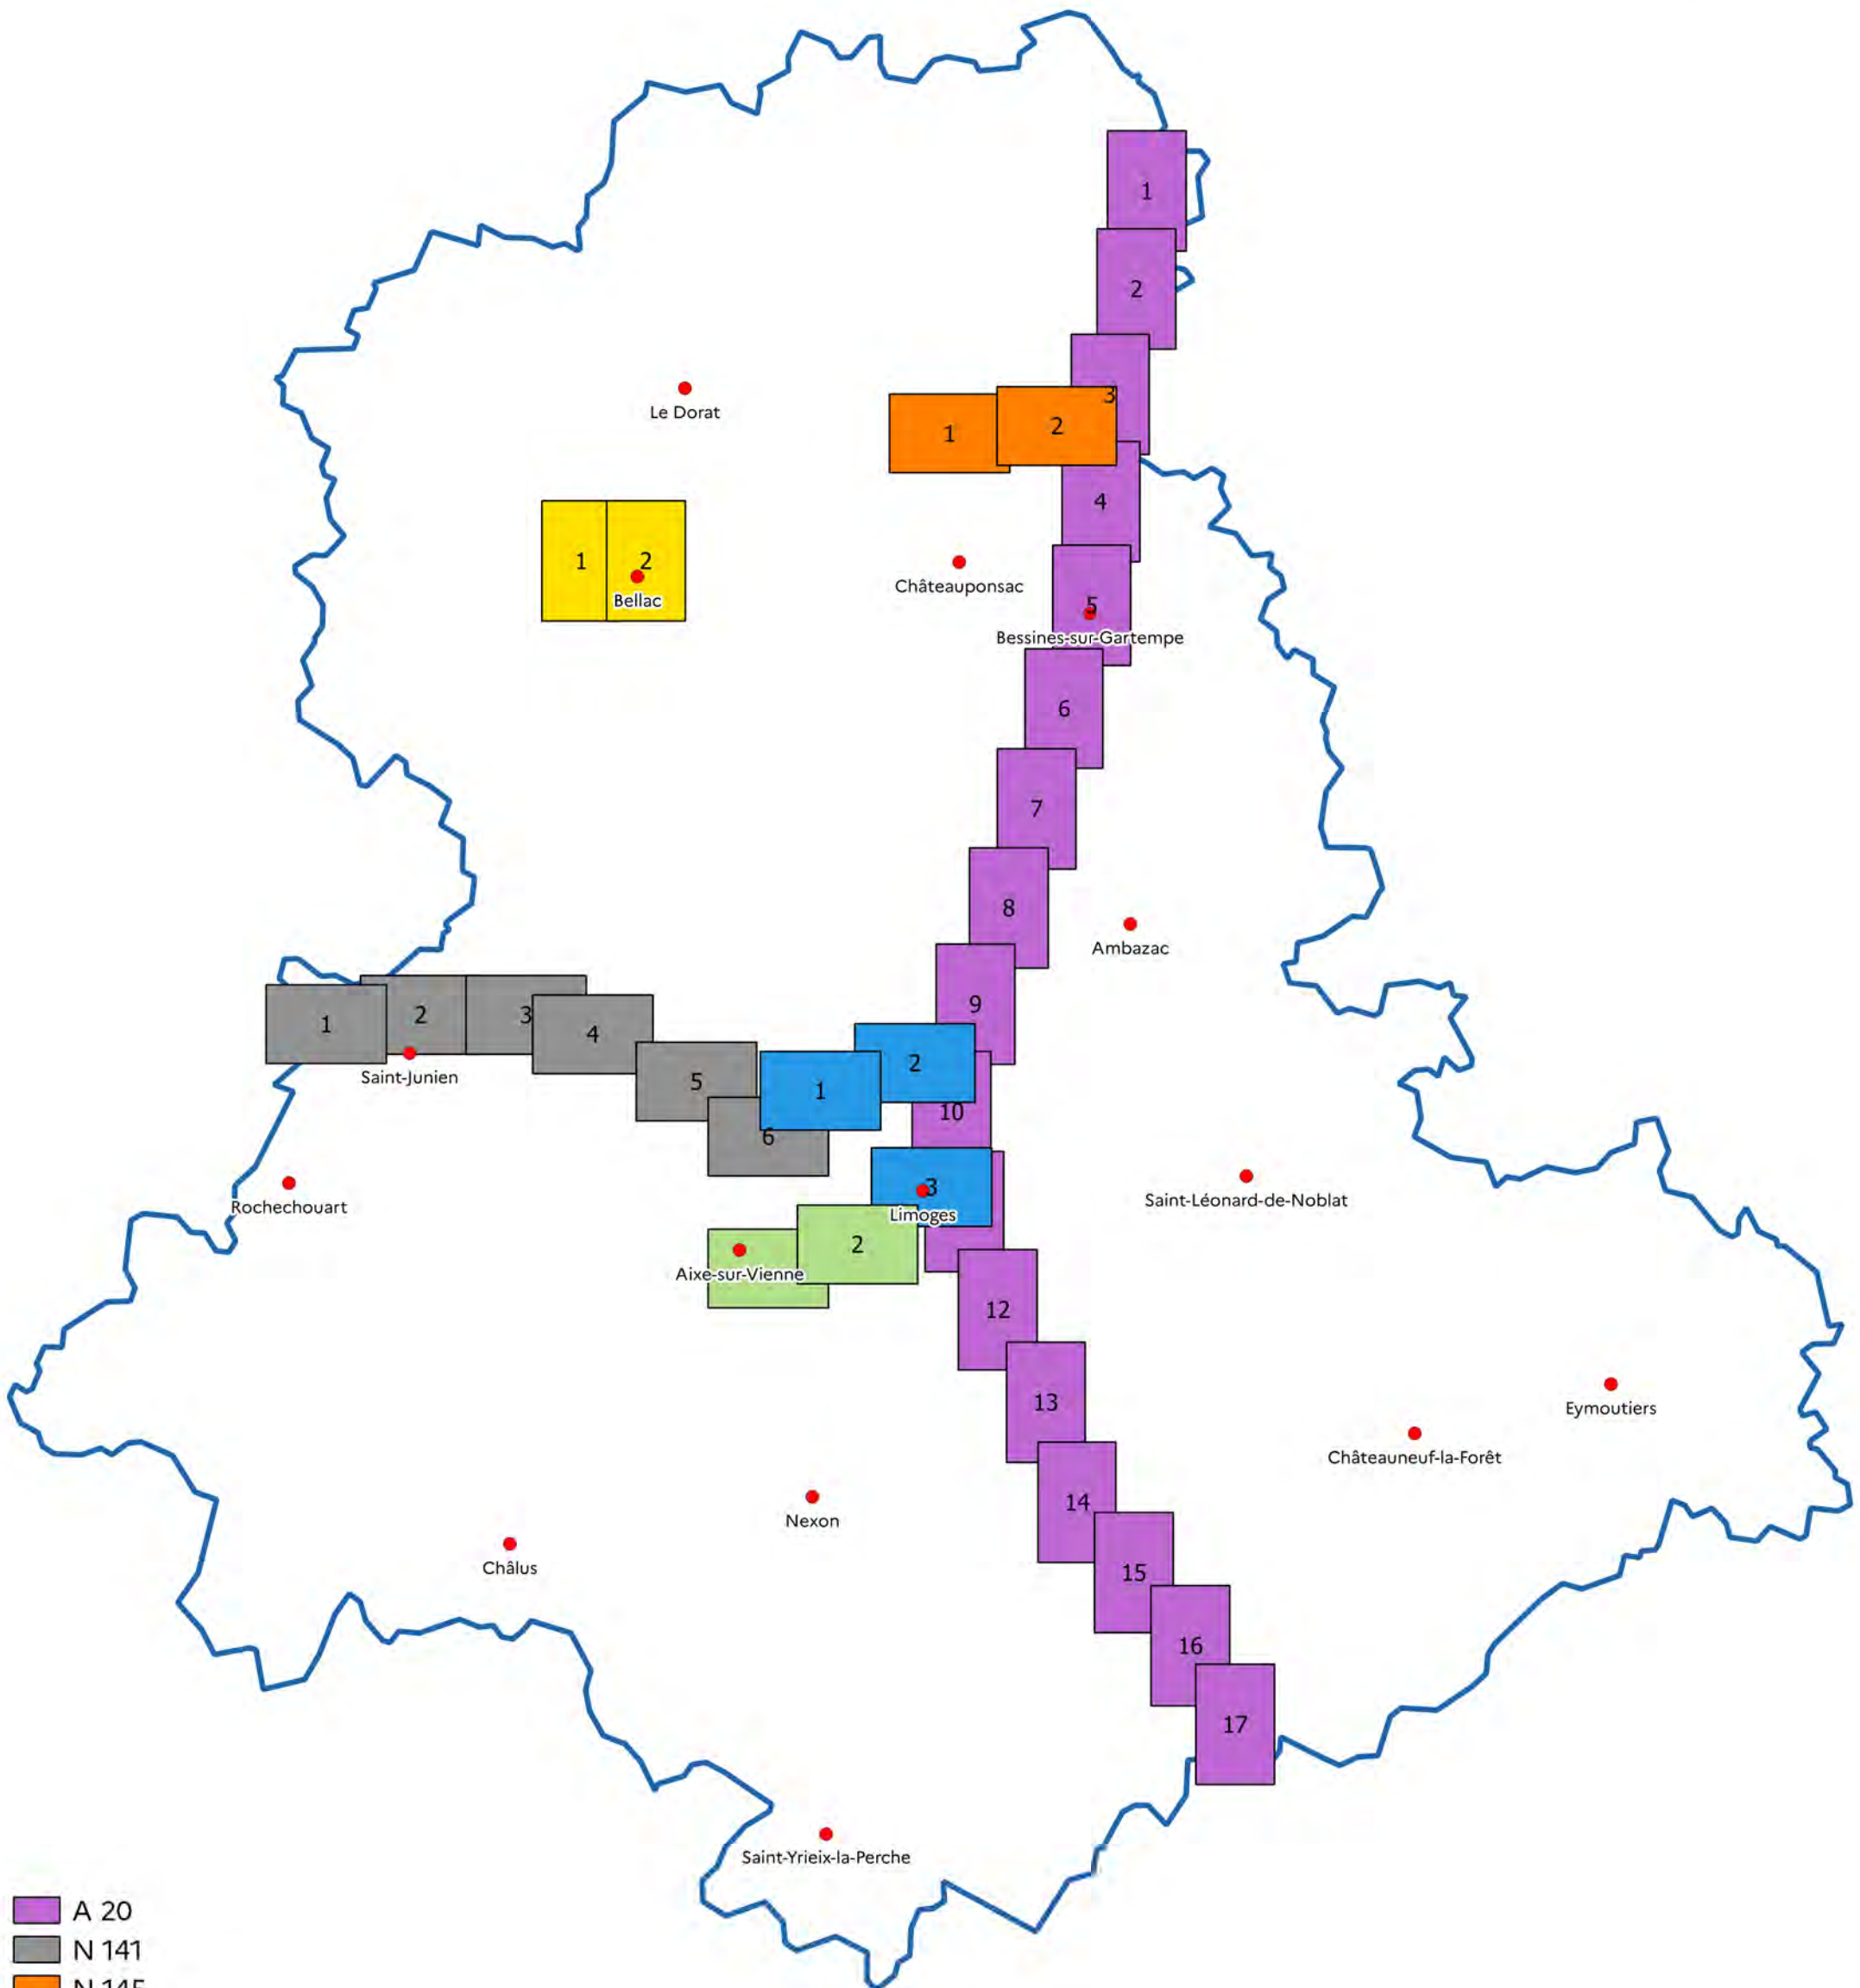 1
2
Le Dorat
3
1
2
4
1
2
Bellac
Châteauponsac
5
Bessines-sur-Gartempe
6
7
8
Ambazac
9
1
2
3
4
Saint-Junien
5
1
2
10
6
Rochechouart
3
Limoges
Saint-Léonard-de-Noblat
Aixe-sur-Vienne
2
12
13
Eymoutiers
Châteauneuf-la-Forêt
14
Nexon
Châlus
15
16
17
Saint-Yrieix-la-Perche
A 20
N 141
N 145